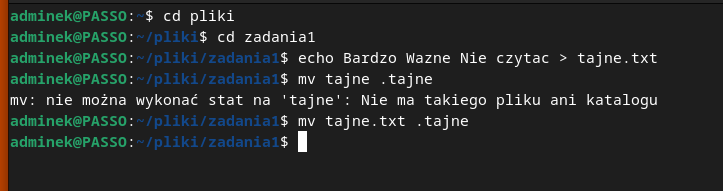 adminek@PASSO:~$ cd pliki
adminek@PASSO:~/pliki$ cd zadania1
adminek@PASSO:~/pliki/zadania1$ echo Bardzo Wazne Nie czytac > tajne.txt
adminek@PASSO:~/pliki/zadania1$ mv tajne .tajne
mv: nie można wykonać stat na 'tajne': Nie ma takiego pliku ani katalogu
adminek@PASSO:~/pliki/zadania1$ mv tajne.txt .tajne
adminek@PASSO:~/pliki/zadania1$